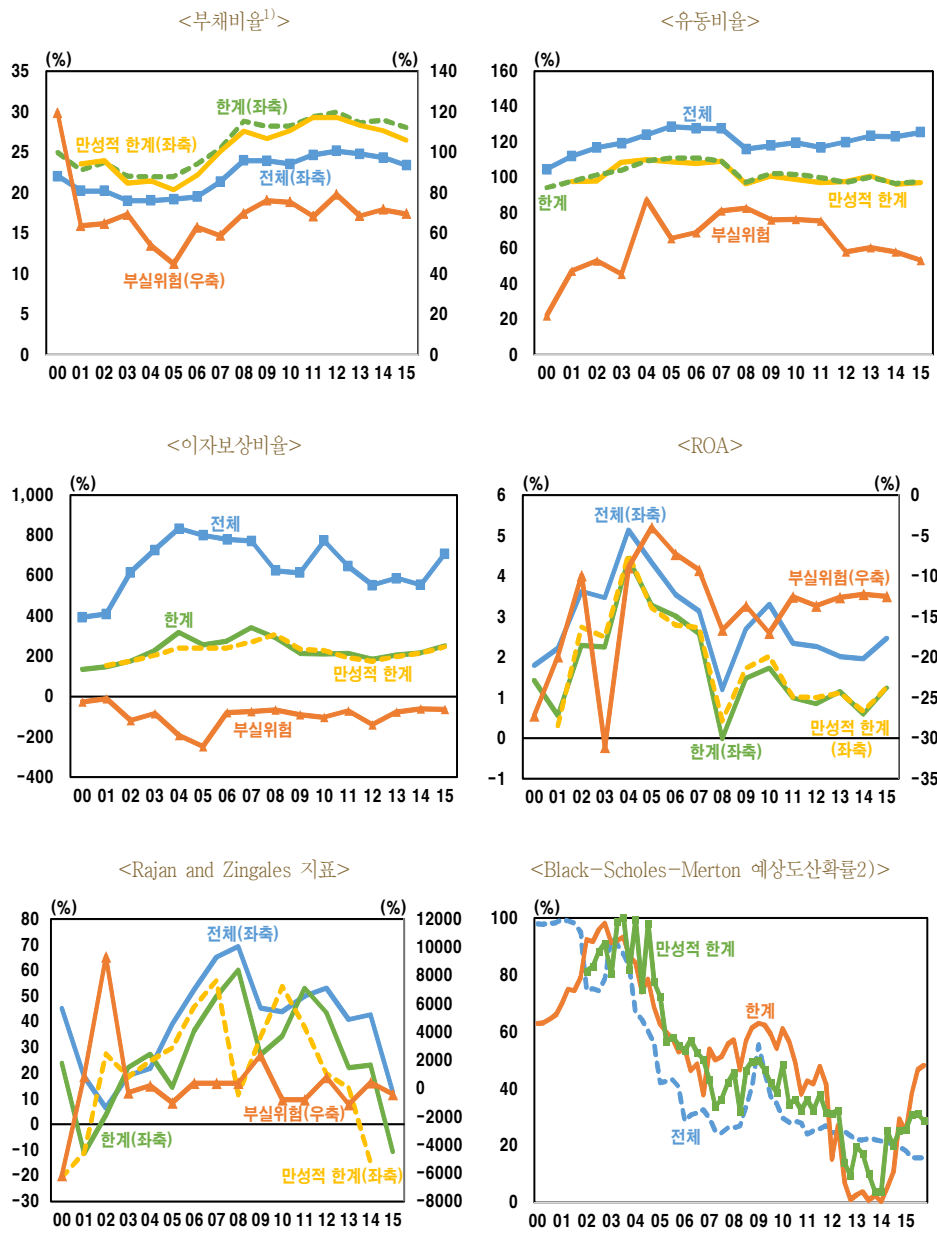 <부채비율1)>
(%) (%)
35 140
30 120
25 100
20 80
15 60
10 40
5 20
0 0
한계(좌축)
만성적 한계(좌축)
전체(좌축)
부실위험(우축)
00 01 02 03 04 05 06 07 08 09 10 11 12 13 14 15
<유동비율>
(%)
160
140
120
100
80
60
40
20
0
전체
한계
만성적 한계
부실위험
00 01 02 03 04 05 06 07 08 09 10 11 12 13 14 15
<이자보상비율>
(%)
1,000
800
600
400
200
0
-200
-400
전체
한계
만성적 한계
부실위험
00 01 02 03 04 05 06 07 08 09 10 11 12 13 14 15
<ROA>
(%) (%)
6 0
5 -5
4 -10
3 -15
2 -20
1 -25
0 -30
-1 -35
전체(좌축)
부실위험(우축)
한계(좌축)
만성적 한계
(좌축)
00 01 02 03 04 05 06 07 08 09 10 11 12 13 14 15
<Rajan and Zingales 지표>
(%) (%)
80 12000
70 10000
60 8000
50 6000
40 4000
30 2000
20 0
10 -2000
0 -4000
-10 -6000
-20 -8000
-30
전체(좌축)
부실위험(우축)
한계(좌축)
만성적 한계(좌축)
00 01 02 03 04 05 06 07 08 09 10 11 12 13 14 15
<Black-Scholes-Merton 예상도산확률2)>
(%)
100
80
60
40
20
0
만성적 한계
한계
전체
00 01 02 03 04 05 06 07 08 09 10 11 12 13 14 15